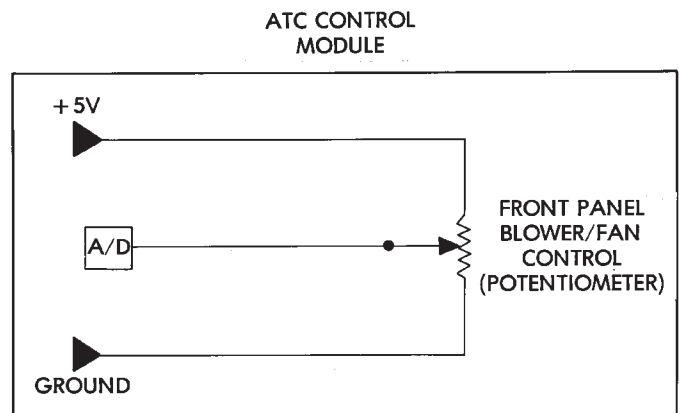 ATC CONTROL
MODULE
+5V
A/D
FRONT PANEL
BLOWER/FAN
CONTROL
(POTENTIOMETER)
GROUND